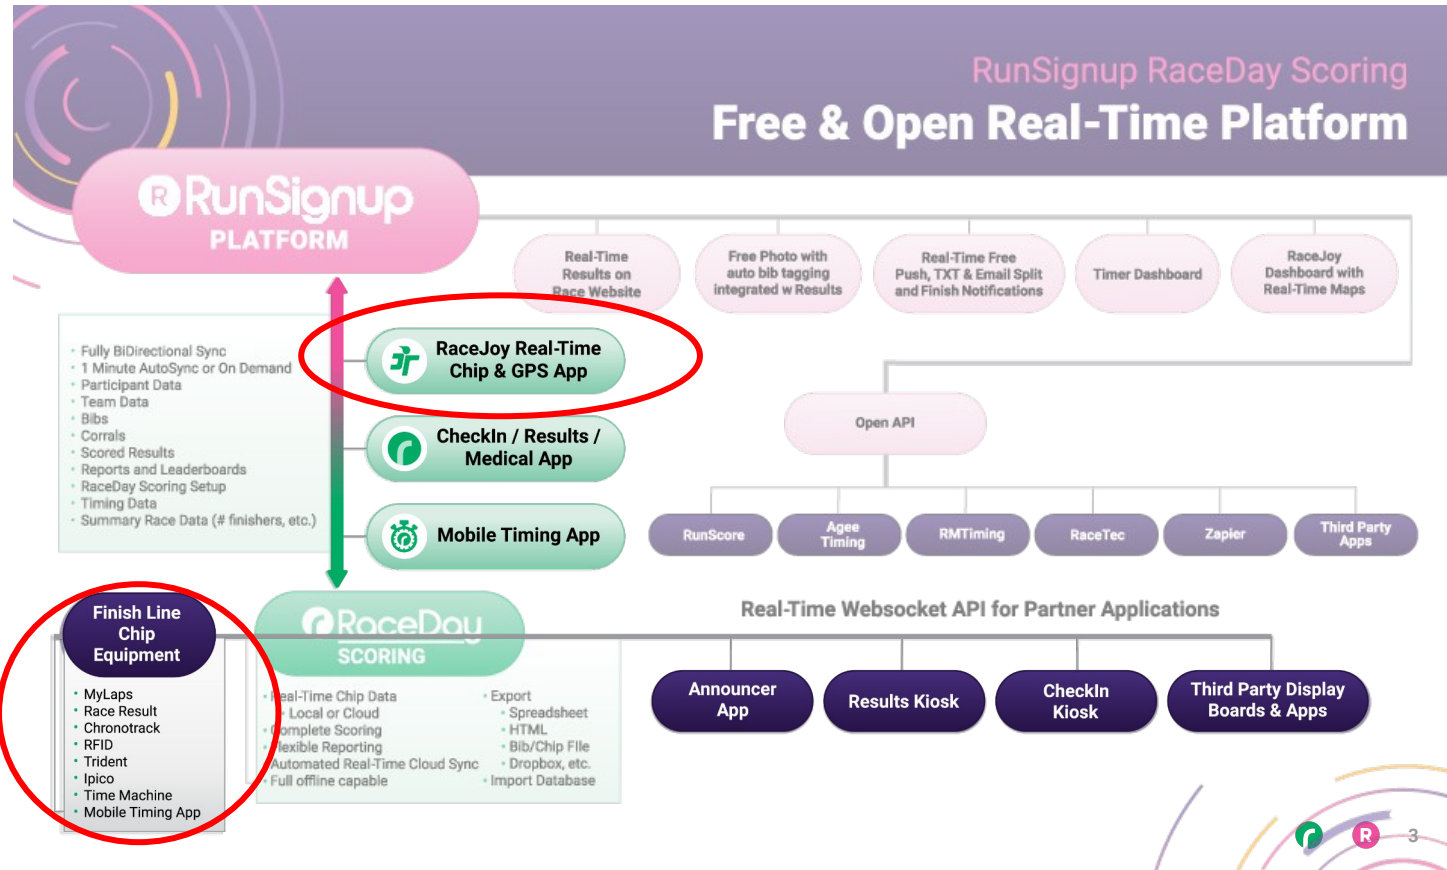 RunSignup RaceDay Scoring
Free & Open Real-Time Platform
R RunSignup
PLATFORM
Real-Time
Results on
Race Website
Free Photo with
auto bib tagging
integrated w Results
Real-Time Free
Push, TXT & Email Split
and Finish Notifications
Timer Dashboard
RaceJoy
Dashboard with
Real-Time Maps
• Fully BiDirectional Sync
• 1 Minute AutoSync or On Demand
• Participant Data
• Team Data
• Bibs
• Corrals
• Scored Results
• Reports and Leaderboards
• RaceDay Scoring Setup
• Timing Data
• Summary Race Data (# finishers, etc.)
RaceJoy Real-Time
Chip & GPS App
CheckIn / Results /
Medical App
Mobile Timing App
Open API
RunScore
Agee
Timing
RMTiming
RaceTec
Zapier
Third Party
Apps
Finish Line
Chip
Equipment
• MyLaps
• Race Result
• Chronotrack
• RFID
• Trident
• Ipico
• Time Machine
• Mobile Timing App
RaceDay
SCORING
• Real-Time Chip Data
• Local or Cloud
• Complete Scoring
• Flexible Reporting
• Automated Real-Time Cloud Sync
• Full offline capable
• Export
• Spreadsheet
• HTML
• Bib/Chip FIle
• Dropbox, etc.
• Import Database
Real-Time Websocket API for Partner Applications
Announcer
App
Results Kiosk
CheckIn
Kiosk
Third Party Display
Boards & Apps
R
3